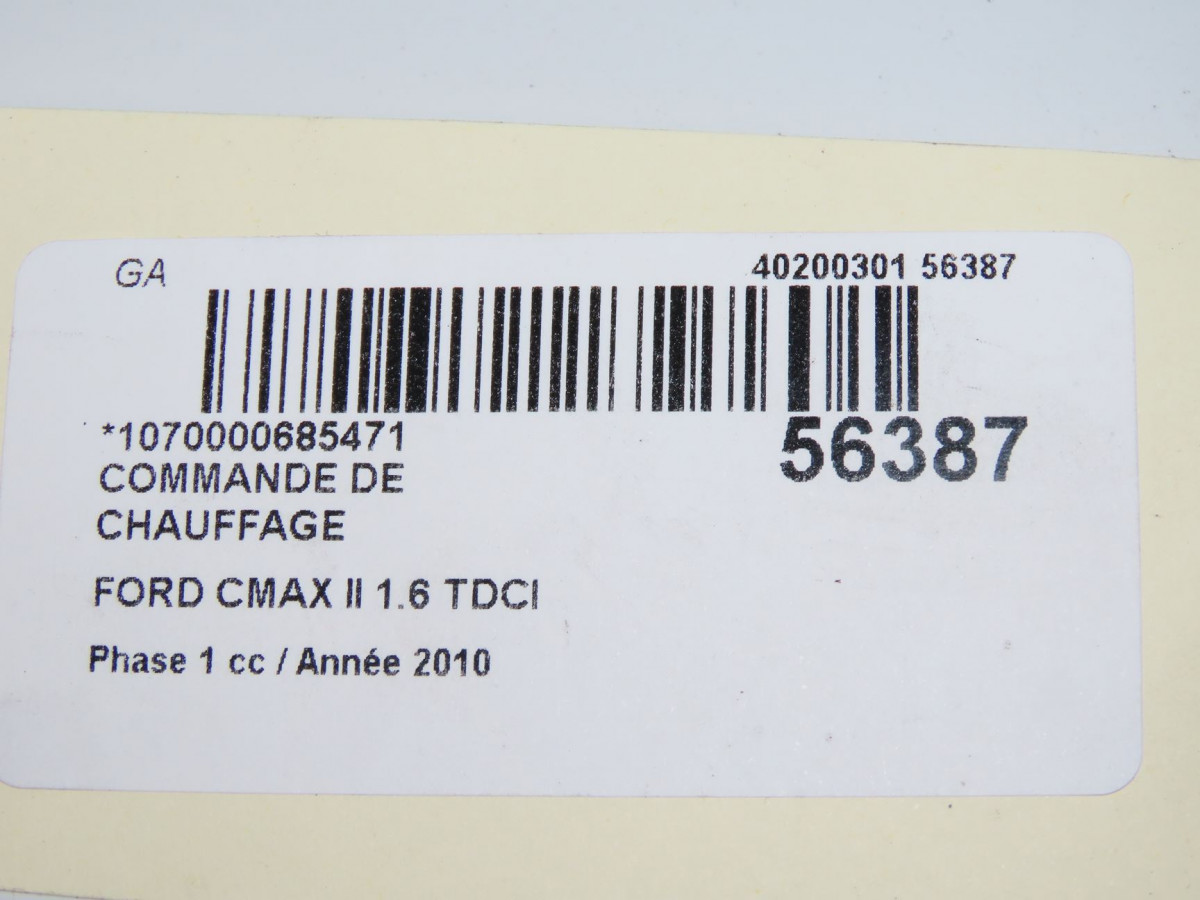 GA
40200301 56387
*1070000685471
56387
COMMANDE DE
CHAUFFAGE
FORD CMAX II 1.6 TDCI
Phase 1 cc / Année 2010